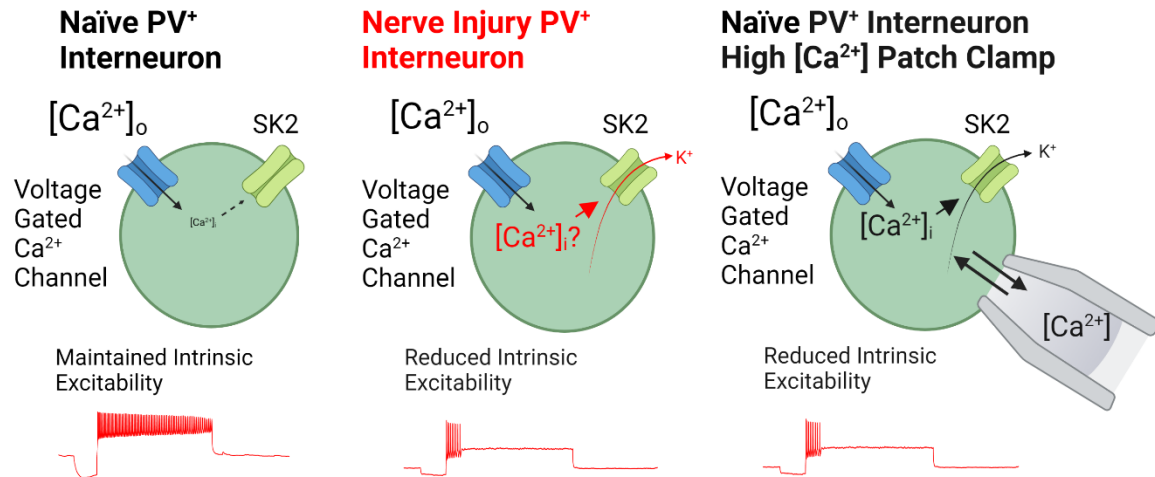 Naïve PV⁺
Interneuron
[Ca²⁺]ₒ
SK2
Voltage
Gated
Ca²⁺
Channel
[Ca²⁺]ᵢ
Maintained Intrinsic
Excitability
Nerve Injury PV⁺
Interneuron
[Ca²⁺]ₒ
SK2
K⁺
Voltage
Gated
Ca²⁺
Channel
[Ca²⁺]ᵢ?
Reduced Intrinsic
Excitability
Naïve PV⁺ Interneuron
High [Ca²⁺] Patch Clamp
[Ca²⁺]ₒ
SK2
K⁺
Voltage
Gated
Ca²⁺
Channel
[Ca²⁺]ᵢ
[Ca²⁺]
Reduced Intrinsic
Excitability